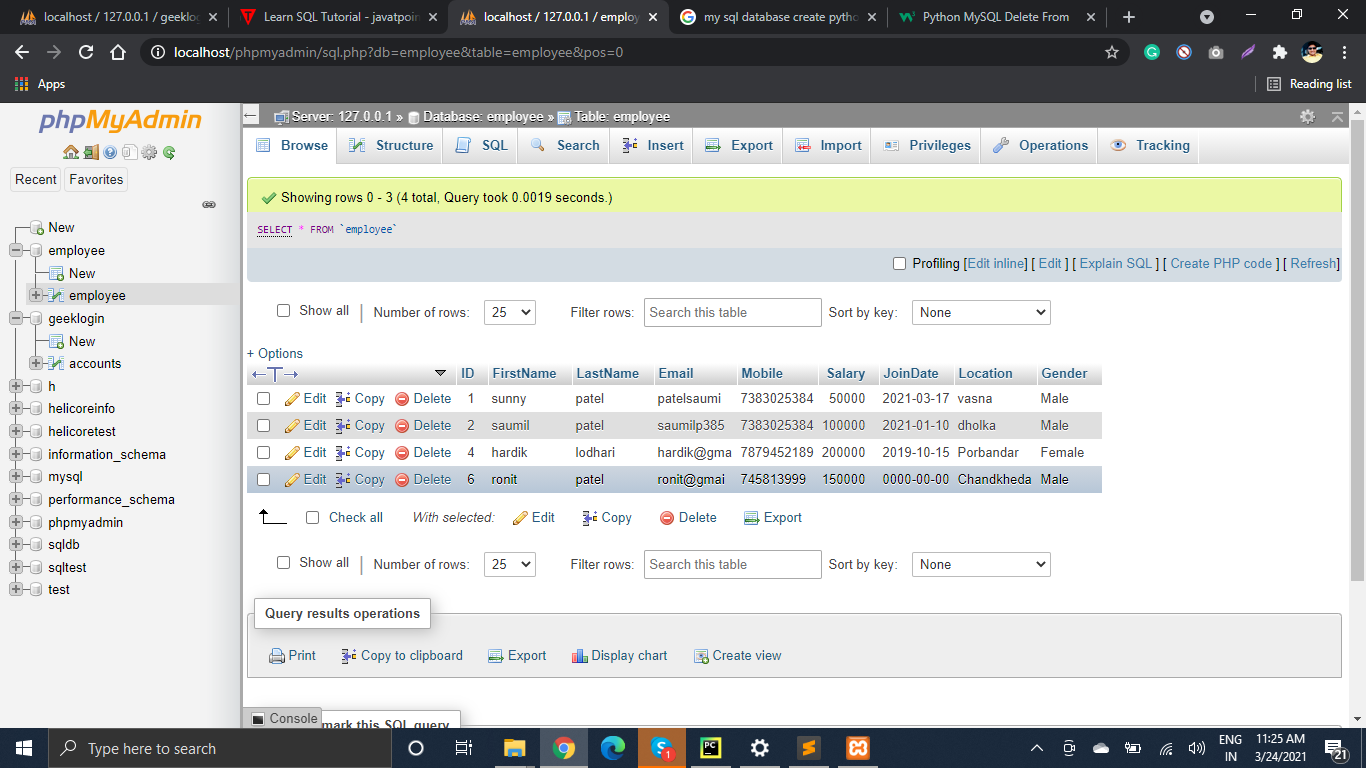 localhost / 127.0.0.1 / geeklog
Learn SQL Tutorial - javatpoin
localhost / 127.0.0.1 / employ
my sql database create pytho
Python MySQL Delete From
localhost/phpmyadmin/sql.php?db=employee&table=employee&pos=0
Apps
Reading list
phpMyAdmin
Recent Favorites
New
employee
New
employee
geeklogin
New
accounts
h
helicoreinfo
helicoretest
information_schema
mysql
performance_schema
phpmyadmin
sqldb
sqltest
test
Server: 127.0.0.1 » Database: employee » Table: employee
Browse Structure SQL Search Insert Export Import Privileges Operations Tracking
Showing rows 0 - 3 (4 total, Query took 0.0019 seconds.)
SELECT * FROM `employee`
Profiling [Edit inline] [ Edit ] [ Explain SQL ] [ Create PHP code ] [ Refresh]
Show all | Number of rows: 25 Filter rows: Search this table Sort by key: None
+ Options
←T→ ID FirstName LastName Email Mobile Salary JoinDate Location Gender
Edit Copy Delete 1 sunny patel patelsaumi 7383025384 50000 2021-03-17 vasna Male
Edit Copy Delete 2 saumil patel saumilp385 7383025384 100000 2021-01-10 dholka Male
Edit Copy Delete 4 hardik lodhari hardik@gma 7879452189 200000 2019-10-15 Porbandar Female
Edit Copy Delete 6 ronit patel ronit@gmai 745813999 150000 0000-00-00 Chandkheda Male
Check all With selected: Edit Copy Delete Export
Show all | Number of rows: 25 Filter rows: Search this table Sort by key: None
Query results operations
Print Copy to clipboard Export Display chart Create view
Console
mark this SQL query
Type here to search
1
ENG
IN
11:25 AM
3/24/2021
21